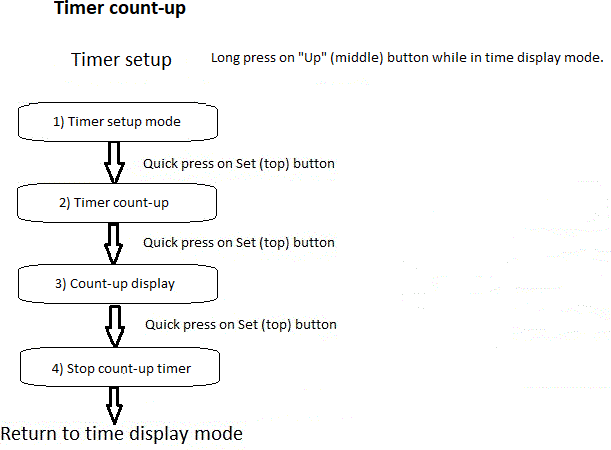 Timer count-up
Timer setup
Long press on "Up" (middle) button while in time display mode.
1) Timer setup mode
Quick press on Set (top) button
2) Timer count-up
Quick press on Set (top) button
3) Count-up display
Quick press on Set (top) button
4) Stop count-up timer
Return to time display mode